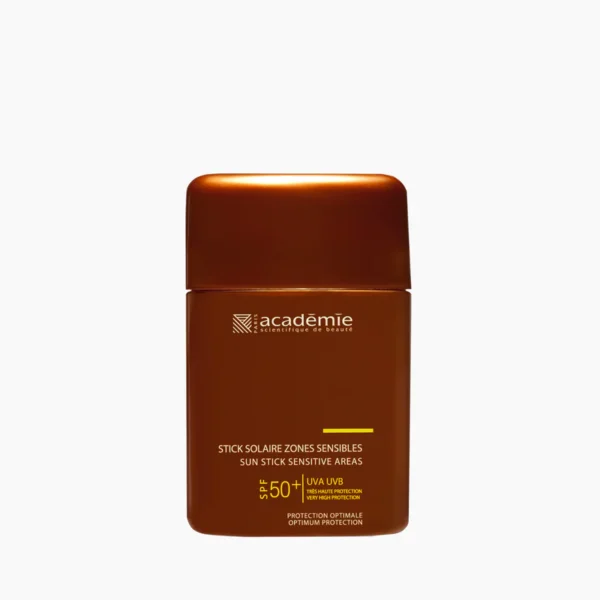 PARIS
académie
scientifique de beauté
STICK SOLAIRE ZONES SENSIBLES
SUN STICK SENSITIVE AREAS
SPF 50+
UVA UVB
TRÈS HAUTE PROTECTION
VERY HIGH PROTECTION
PROTECTION OPTIMALE
OPTIMUM PROTECTION